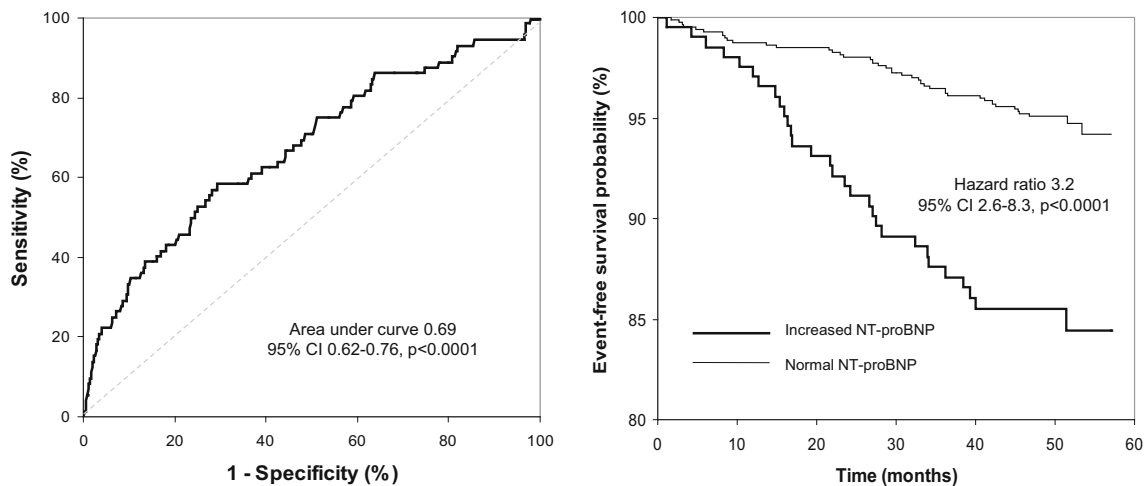 100
80
60
40
20
0
Sensitivity (%)
Area under curve 0.69
95% CI 0.62-0.76, p<0.0001
0 20 40 60 80 100
1 - Specificity (%)
100
95
90
85
80
Event-free survival probability (%)
Hazard ratio 3.2
95% CI 2.6-8.3, p<0.0001
Increased NT-proBNP
Normal NT-proBNP
0 10 20 30 40 50 60
Time (months)